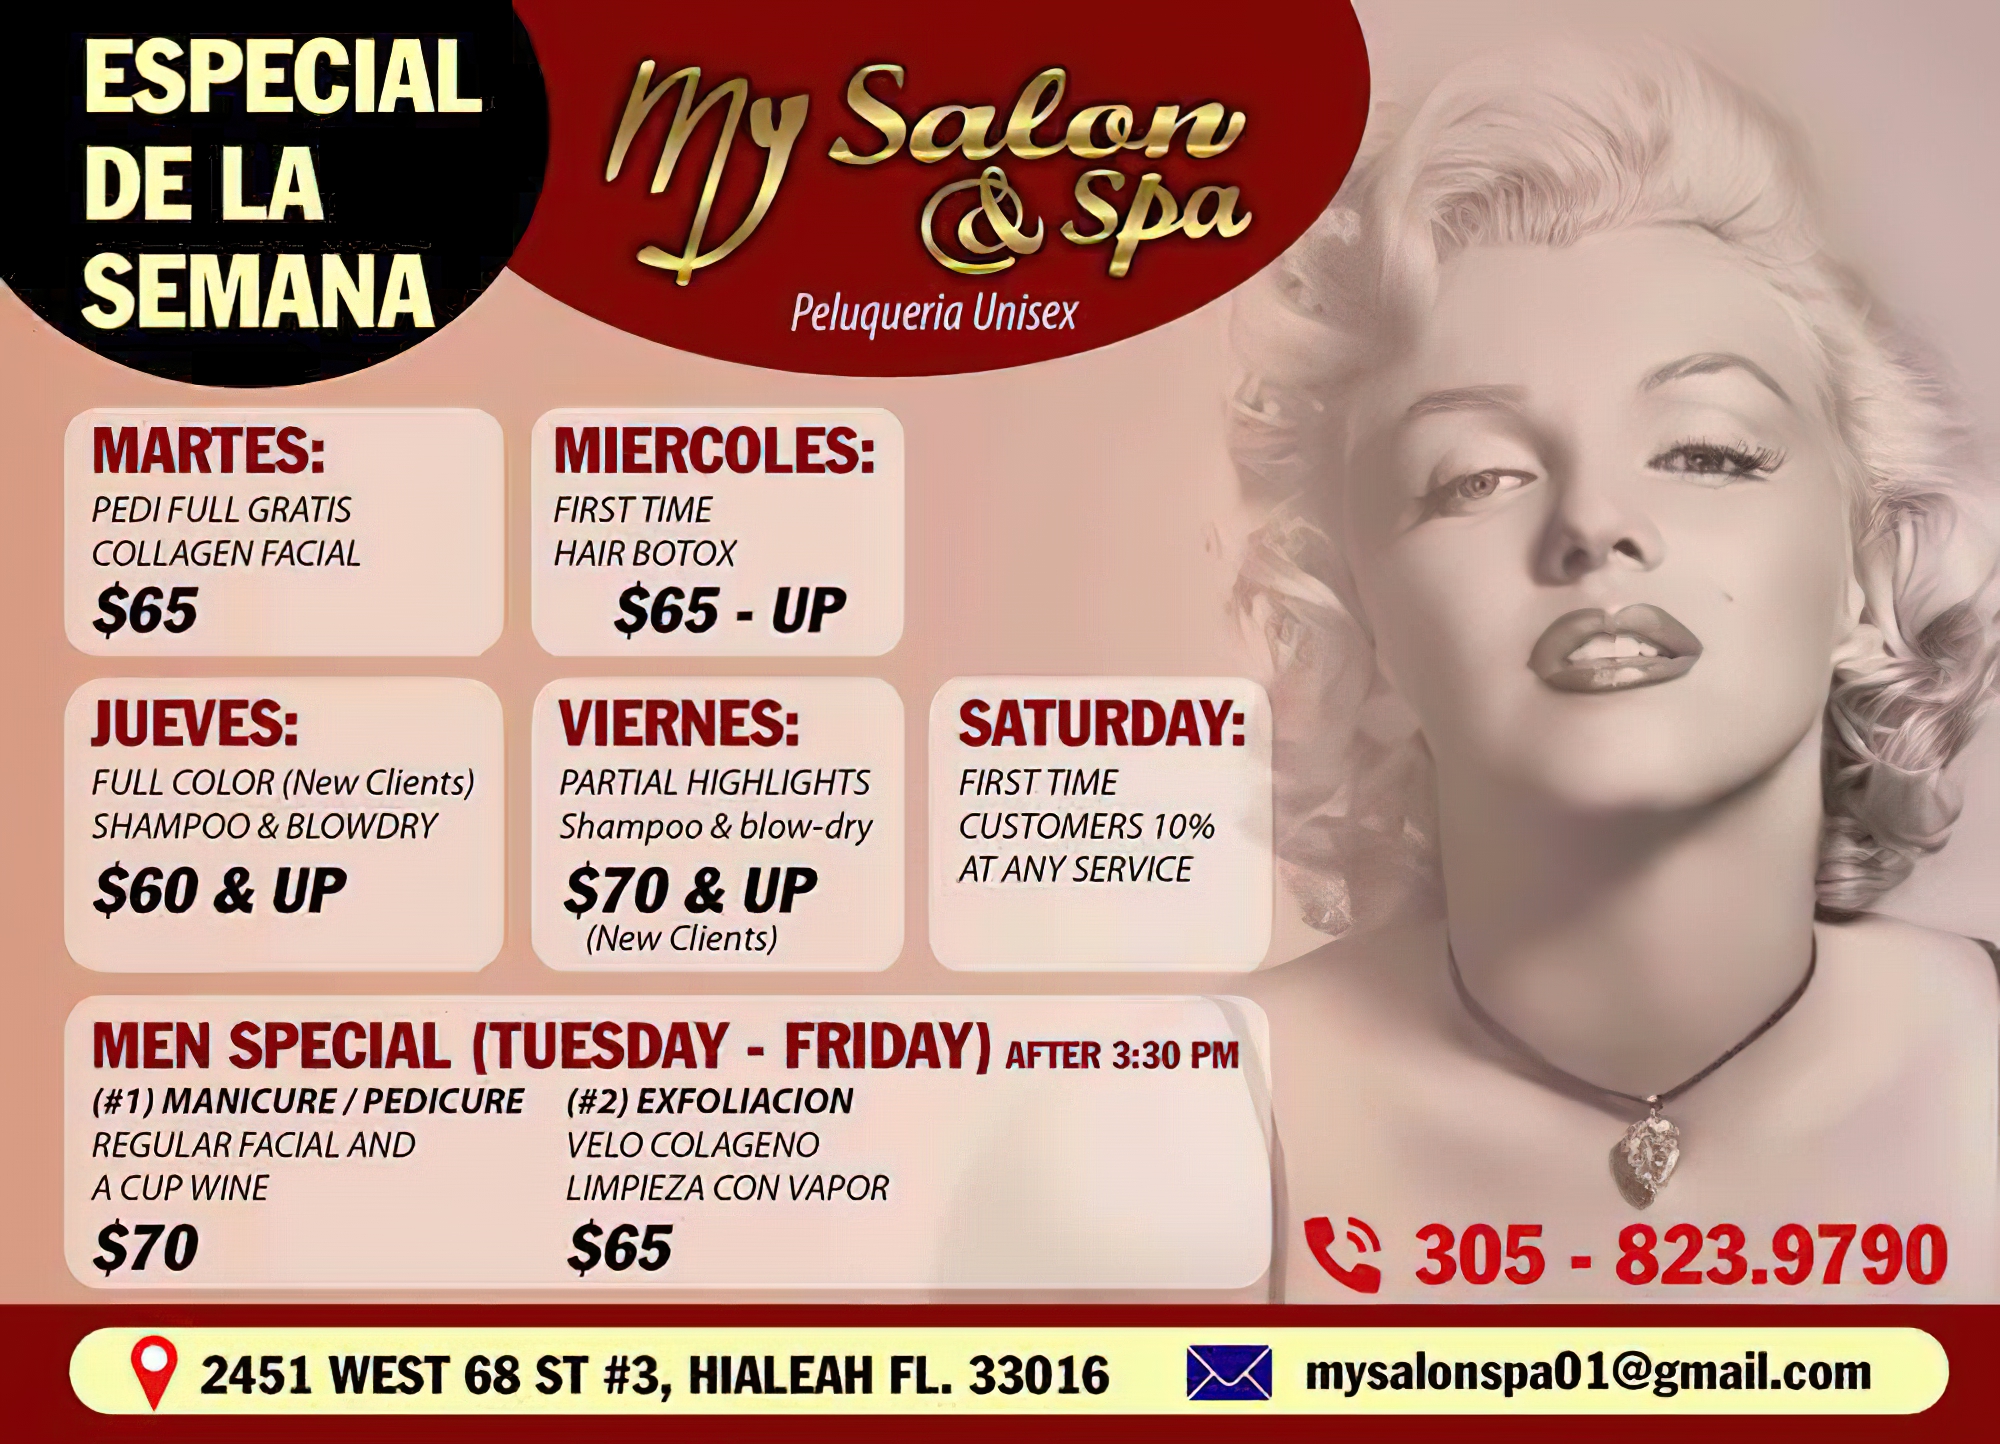 ESPECIAL
DE LA
SEMANA
My Salon
& Spa
Peluqueria Unisex
MARTES:
PEDI FULL GRATIS
COLLAGEN FACIAL
$65
MIERCOLES:
FIRST TIME
HAIR BOTOX
$65 - UP
JUEVES:
FULL COLOR (New Clients)
SHAMPOO & BLOWDRY
$60 & UP
VIERNES:
PARTIAL HIGHLIGHTS
Shampoo & blow-dry
$70 & UP
(New Clients)
SATURDAY:
FIRST TIME
CUSTOMERS 10%
AT ANY SERVICE
MEN SPECIAL (TUESDAY - FRIDAY) AFTER 3:30 PM
(#1) MANICURE / PEDICURE
REGULAR FACIAL AND
A CUP WINE
$70
(#2) EXFOLIACION
VELO COLAGENO
LIMPIEZA CON VAPOR
$65
305 - 823.9790
2451 WEST 68 ST #3, HIALEAH FL. 33016
mysalonspa01@gmail.com